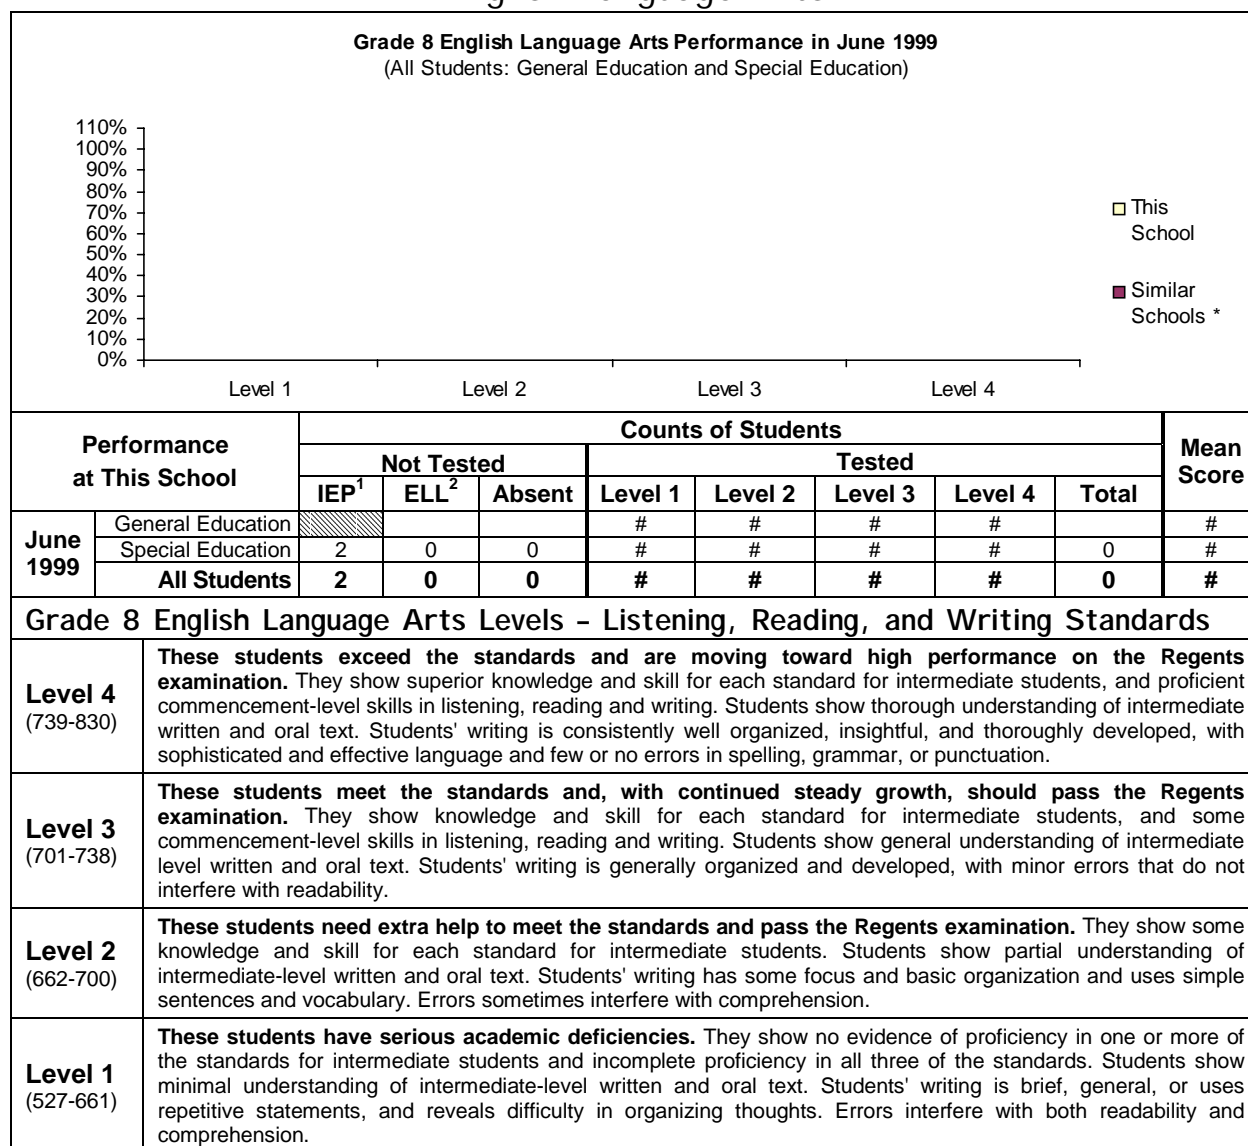 Grade 8 English Language Arts Performance in June 1999
(All Students: General Education and Special Education)
110%
100%
90%
80%
70%
60%
50%
40%
30%
20%
10%
0%
Level 1 Level 2 Level 3 Level 4
This
School
Similar
Schools *
Performance
at This School
Counts of Students
Mean
Score
Not Tested Tested
IEP1 ELL2 Absent Level 1 Level 2 Level 3 Level 4 Total
June
1999
General Education # # # # #
Special Education 2 0 0 # # # # 0 #
All Students 2 0 0 # # # # 0 #
Grade 8 English Language Arts Levels – Listening, Reading, and Writing Standards
Level 4
(739-830)
These students exceed the standards and are moving toward high performance on the Regents
examination. They show superior knowledge and skill for each standard for intermediate students, and proficient
commencement-level skills in listening, reading and writing. Students show thorough understanding of intermediate
written and oral text. Students' writing is consistently well organized, insightful, and thoroughly developed, with
sophisticated and effective language and few or no errors in spelling, grammar, or punctuation.
Level 3
(701-738)
These students meet the standards and, with continued steady growth, should pass the Regents
examination. They show knowledge and skill for each standard for intermediate students, and some
commencement-level skills in listening, reading and writing. Students show general understanding of intermediate
level written and oral text. Students' writing is generally organized and developed, with minor errors that do not
interfere with readability.
Level 2
(662-700)
These students need extra help to meet the standards and pass the Regents examination. They show some
knowledge and skill for each standard for intermediate students. Students show partial understanding of
intermediate-level written and oral text. Students' writing has some focus and basic organization and uses simple
sentences and vocabulary. Errors sometimes interfere with comprehension.
Level 1
(527-661)
These students have serious academic deficiencies. They show no evidence of proficiency in one or more of
the standards for intermediate students and incomplete proficiency in all three of the standards. Students show
minimal understanding of intermediate-level written and oral text. Students' writing is brief, general, or uses
repetitive statements, and reveals difficulty in organizing thoughts. Errors interfere with both readability and
comprehension.